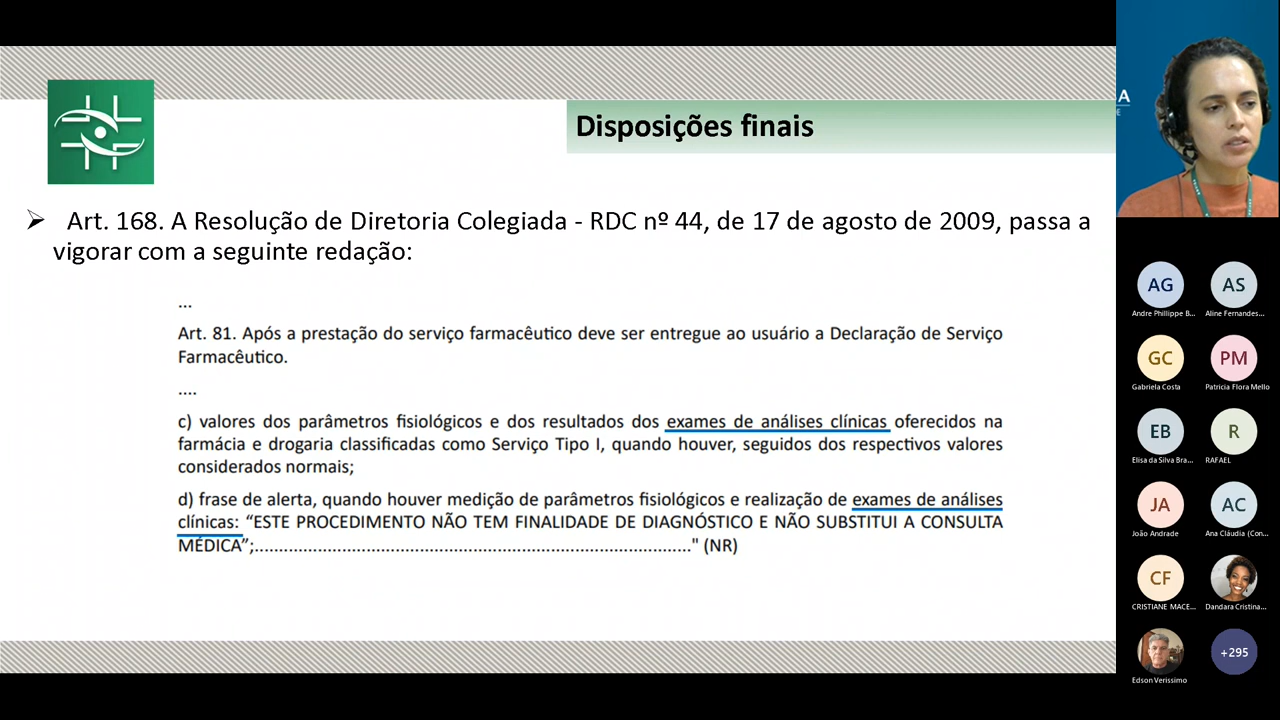 Disposições finais
Art. 168. A Resolução de Diretoria Colegiada - RDC nº 44, de 17 de agosto de 2009, passa a
vigorar com a seguinte redação:
...
Art. 81. Após a prestação do serviço farmacêutico deve ser entregue ao usuário a Declaração de Serviço
Farmacêutico.
....
c) valores dos parâmetros fisiológicos e dos resultados dos exames de análises clínicas oferecidos na
farmácia e drogaria classificadas como Serviço Tipo I, quando houver, seguidos dos respectivos valores
considerados normais;
d) frase de alerta, quando houver medição de parâmetros fisiológicos e realização de exames de análises
clínicas: “ESTE PROCEDIMENTO NÃO TEM FINALIDADE DE DIAGNÓSTICO E NÃO SUBSTITUI A CONSULTA
MÉDICA”;....................................................................................." (NR)
A
E
AG
AS
Andre Phillippe B...
Aline Fernandes...
GC
PM
Gabriela Costa
Patricia Flora Mello
EB
R
Elisa da Silva Bra...
RAFAEL
JA
AC
João Andrade
Ana Cláudia (Con...
CF
CRISTIANE MACE...
Dandara Cristina...
+295
Edson Verissimo